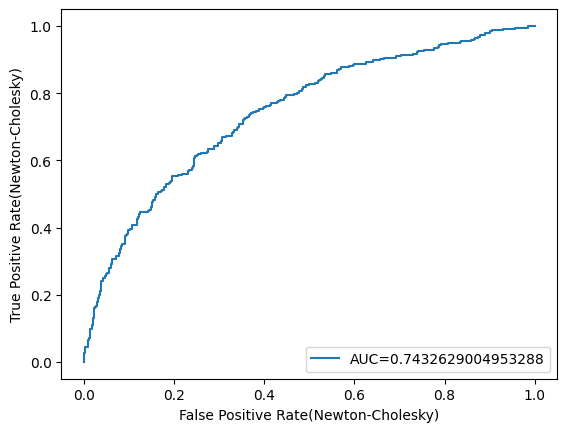 1.0
0.8
0.6
0.4
0.2
0.0
True Positive Rate(Newton-Cholesky)
AUC=0.7432629004953288
0.0 0.2 0.4 0.6 0.8 1.0
False Positive Rate(Newton-Cholesky)